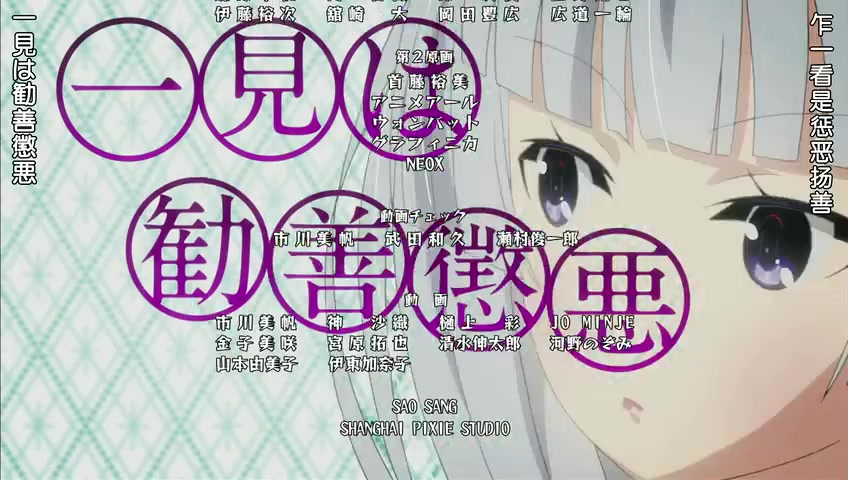 伊藤裕次 舘崎 大 岡田豊広 広道一輪
第2原画
首藤裕美
アニメアール
ウォンバット
グラフィニカ
NEOX
動画チェック
市川美帆 武田和久 瀬村俊一郎
動 画
市川美帆 神 沙織 樋上 彩 JO MINJE
金子美咲 宮原拓也 清水伸太郎 河野のぞみ
山本由美子 伊東加奈子
SAO SANG
SHANGHAI PIXIE STUDIO
一見は
勧善懲悪
一見は勧善懲悪
乍一看是惩恶扬善